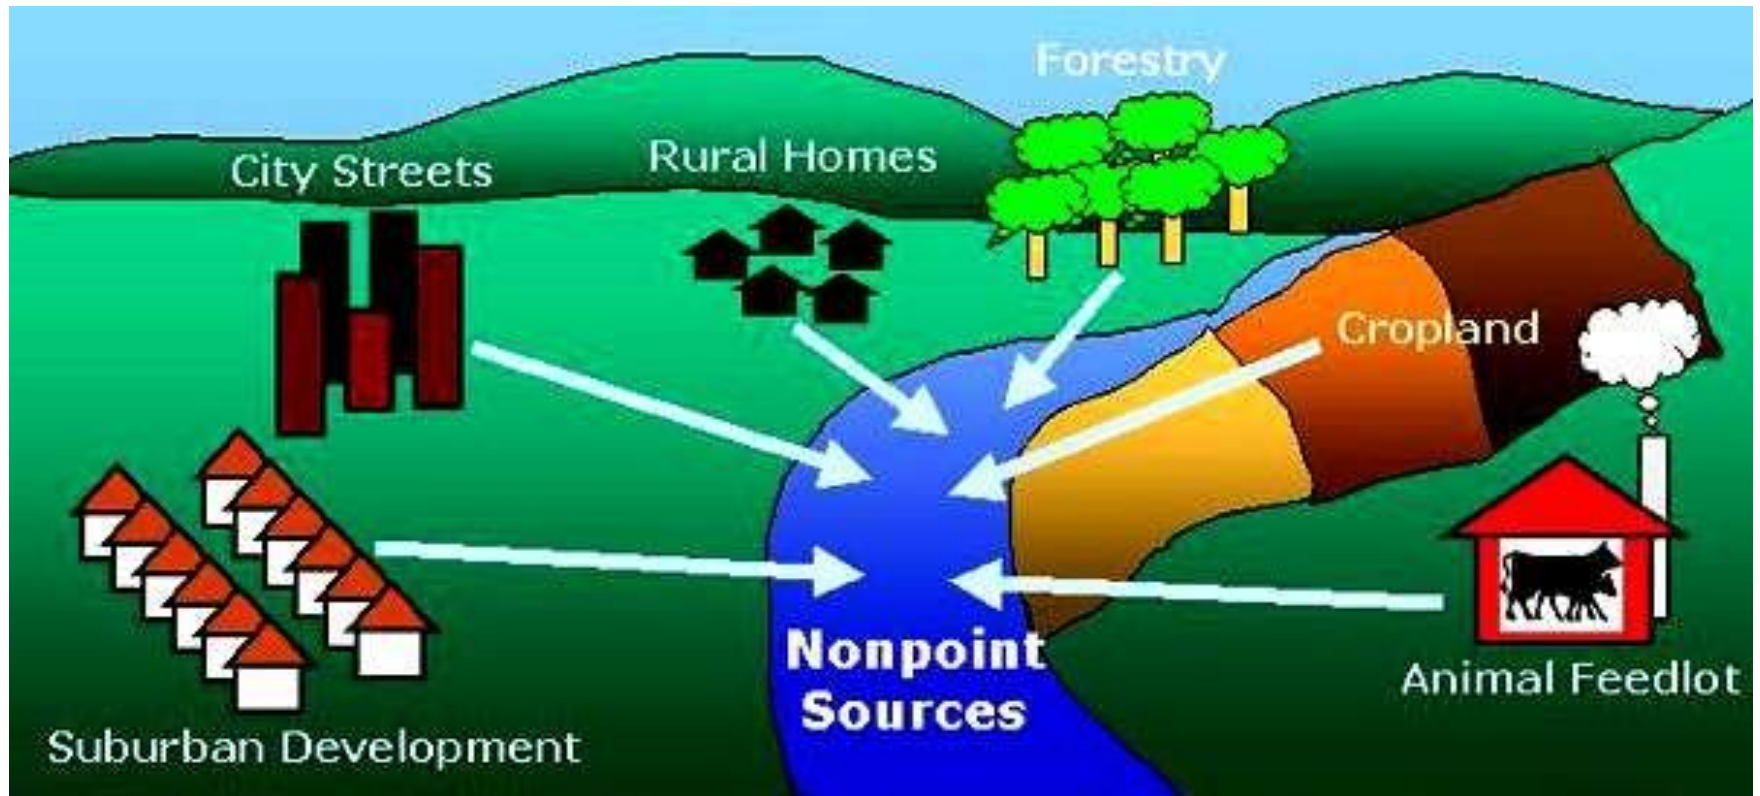 Forestry
City Streets
Rural Homes
Cropland
Nonpoint
Sources
Animal Feedlot
Suburban Development